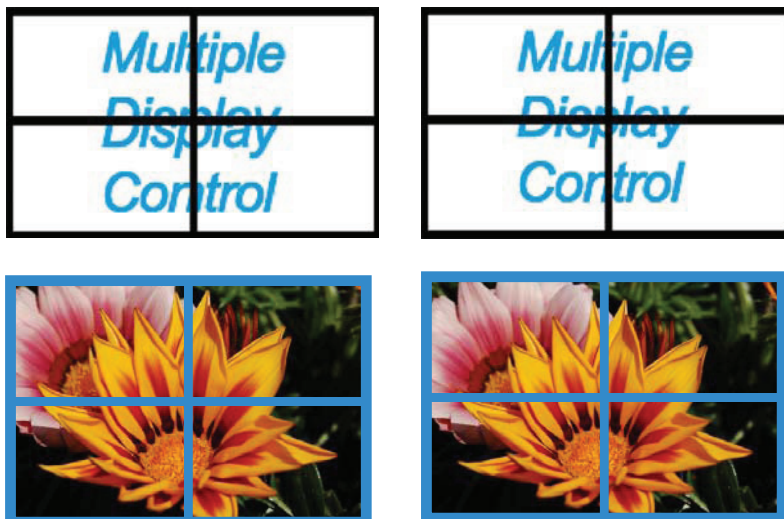 Multiple
Display
Control
Multiple
Display
Control